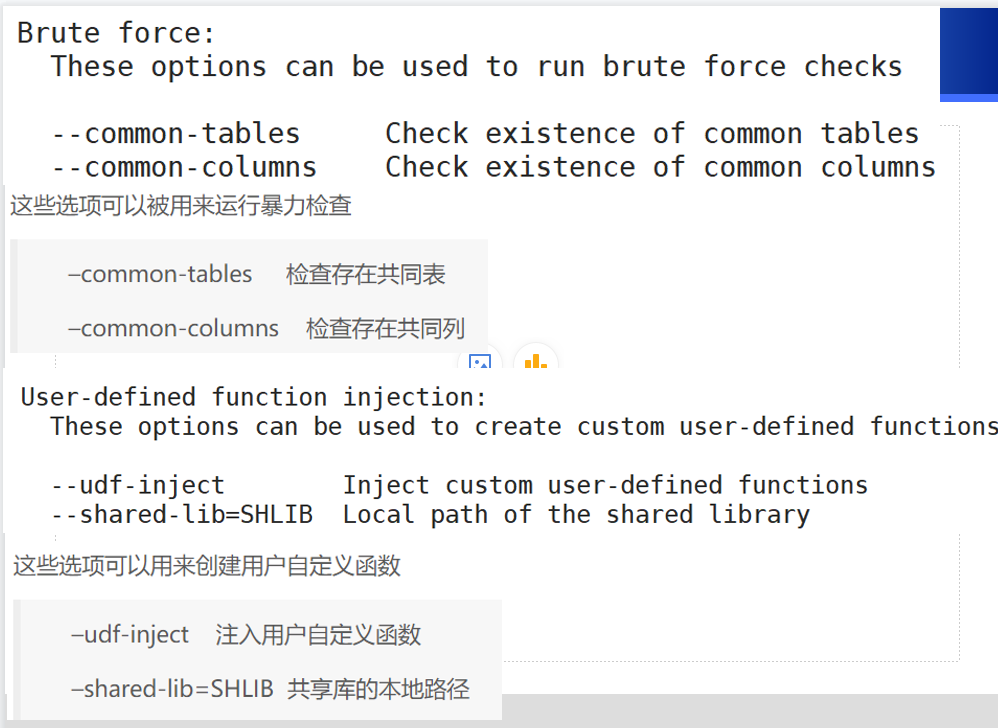 Brute force:
These options can be used to run brute force checks
--common-tables Check existence of common tables
--common-columns Check existence of common columns
这些选项可以被用来运行暴力检查
–common-tables 检查存在共同表
–common-columns 检查存在共同列
User-defined function injection:
These options can be used to create custom user-defined functions
--udf-inject Inject custom user-defined functions
--shared-lib=SHLIB Local path of the shared library
这些选项可以用来创建用户自定义函数
–udf-inject 注入用户自定义函数
–shared-lib=SHLIB 共享库的本地路径